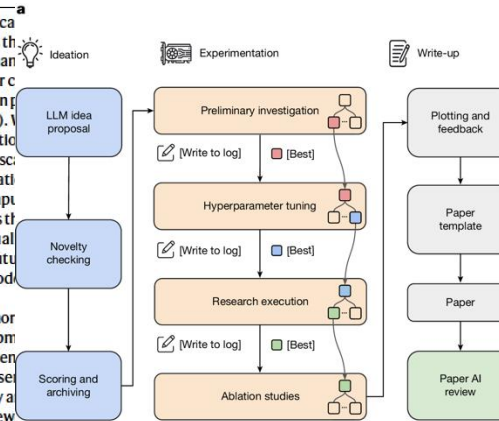 a
Ideation
Experimentation
Write-up
LLM idea
proposal
Novelty
checking
Scoring and
archiving
Preliminary investigation
[Write to log]
[Best]
Hyperparameter tuning
[Write to log]
[Best]
Research execution
[Write to log]
[Best]
Ablation studies
Plotting and
feedback
Paper
template
Paper
Paper AI
review